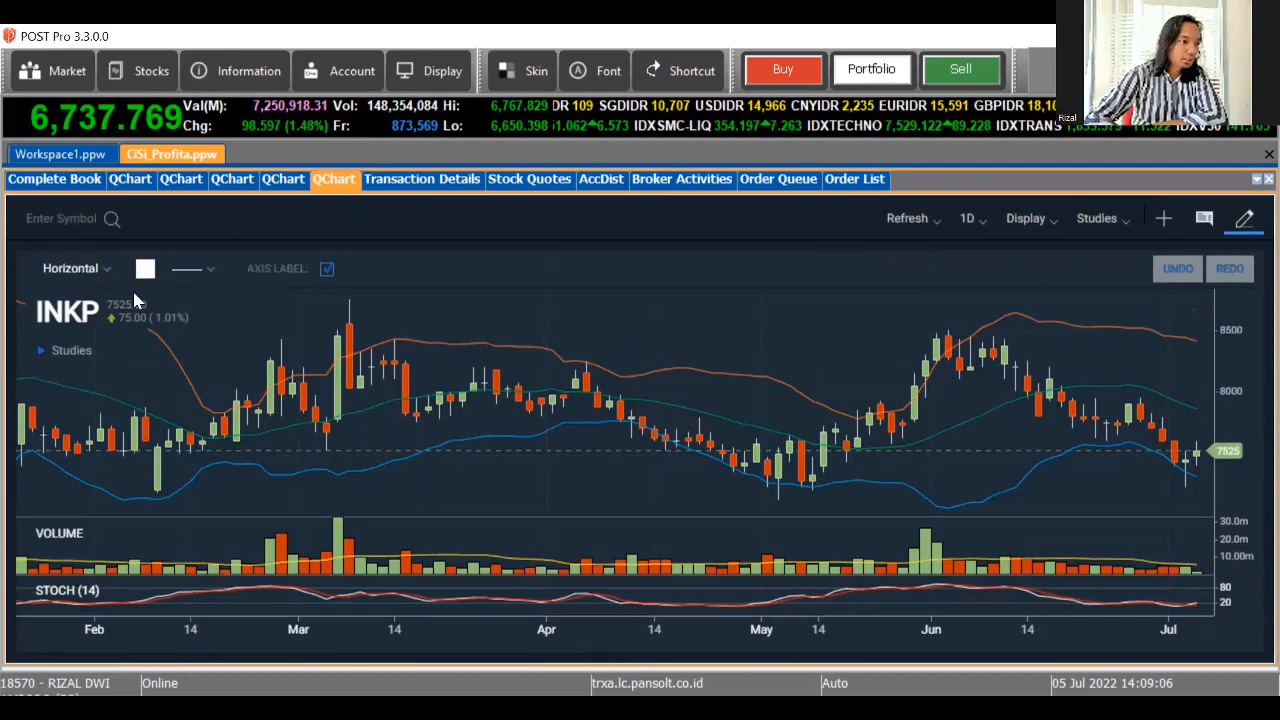 POST Pro 3.3.0.0
Market Stocks Information Account Display Skin Font Shortcut Buy Portfolio Sell
Rizal
6,737.769 Val(M): 7,250,918.31 Vol: 148,354,084 Hi: 6,767.829 DR 109 SGDIDR 10,707 USDIDR 14,966 CNYIDR 2,235 EURIDR 15,591 GBPIDR 18,10
Chg: 98.597 (1.48%) Fr: 873,569 Lo: 6,650.398 6.573 IDXSMC-LIQ 354.197 7.263 IDXTECHNO 7,529.122 89.228 IDXTRANS
Workspace1.ppw CiSi_Profita.ppw
Complete Book QChart QChart QChart QChart QChart Transaction Details Stock Quotes AccDist Broker Activities Order Queue Order List
Enter Symbol Refresh 1D Display Studies
Horizontal AXIS LABEL: UNDO REDO
INKP 7525
75.00 ( 1.01%)
Studies
8500
8000
7525
VOLUME
30.0m
20.0m
10.00m
STOCH (14)
80
20
Feb 14 Mar 14 Apr 14 May 14 Jun 14 Jul
18570 - RIZAL DWI Online trxa.lc.pansolt.co.id Auto 05 Jul 2022 14:09:06